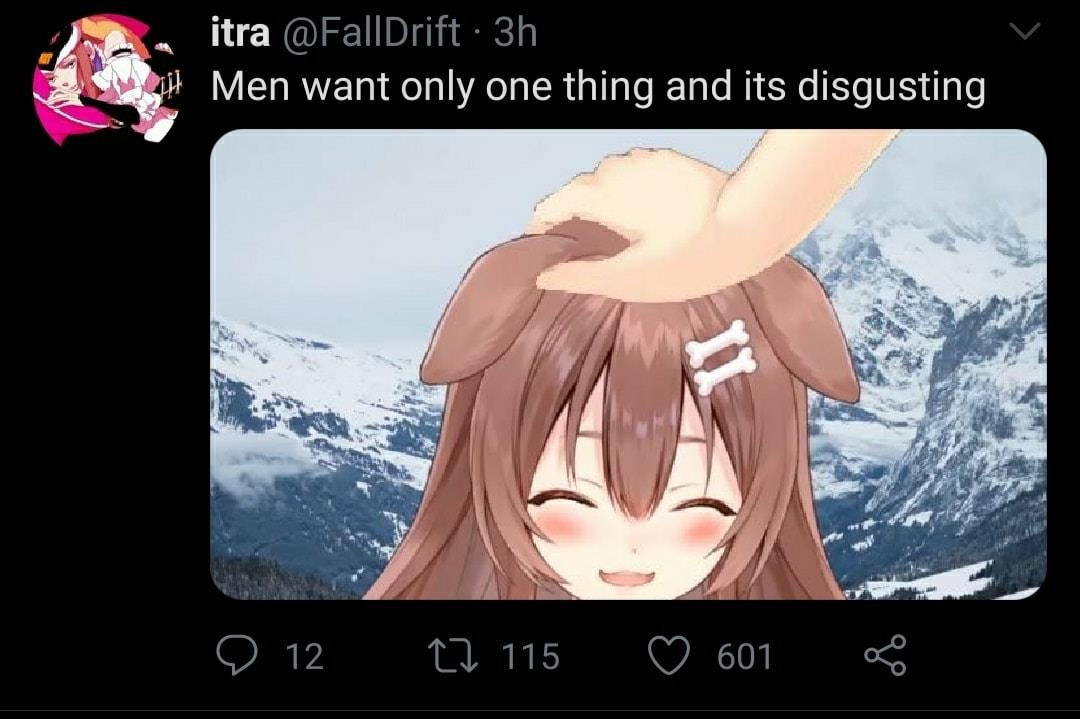 itra @FallDrift · 3h
Men want only one thing and its disgusting
12 115 601